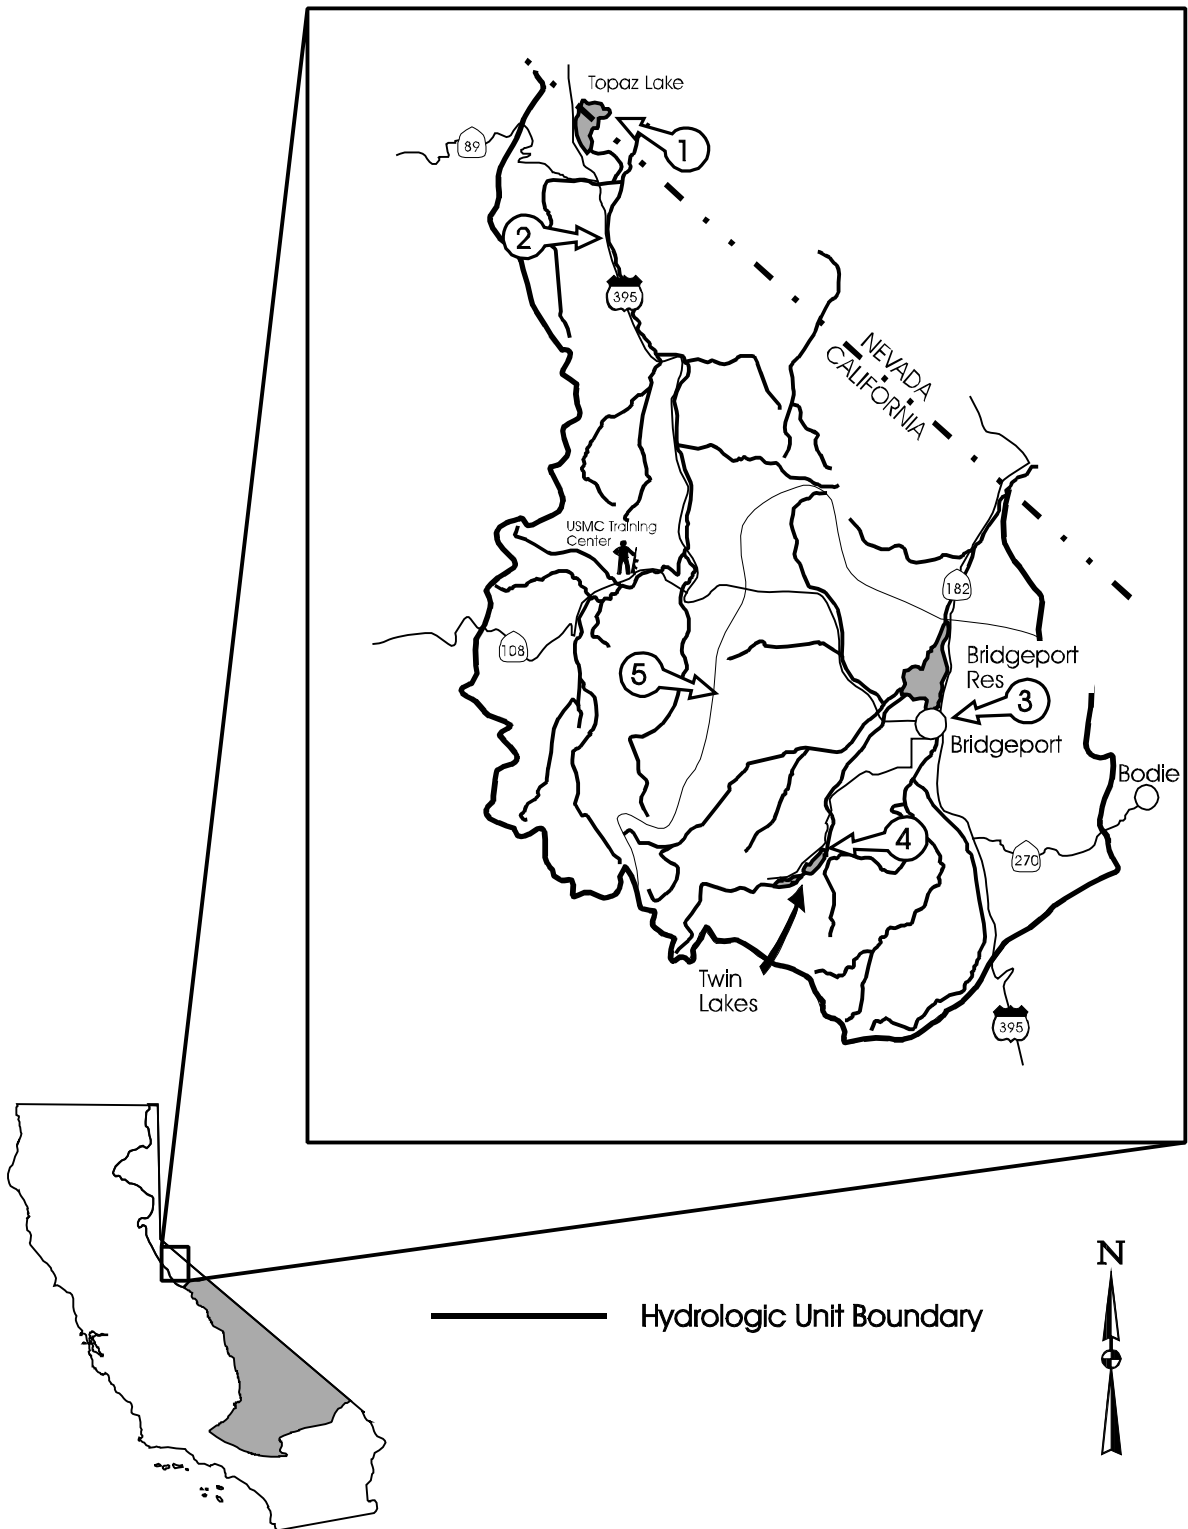 Topaz Lake
89
1
2
395
NEVADA
CALIFORNIA
USMC Training
Center
182
108
Bridgeport
Res
5
3
Bridgeport
Bodie
4
270
Twin
Lakes
395
N
Hydrologic Unit Boundary